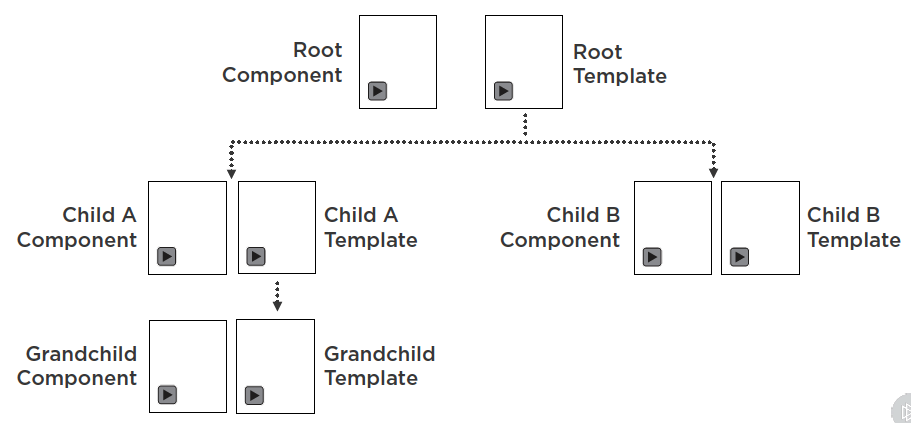 Root
Component
Root
Template
Child A
Component
Child A
Template
Child B
Component
Child B
Template
Grandchild
Component
Grandchild
Template